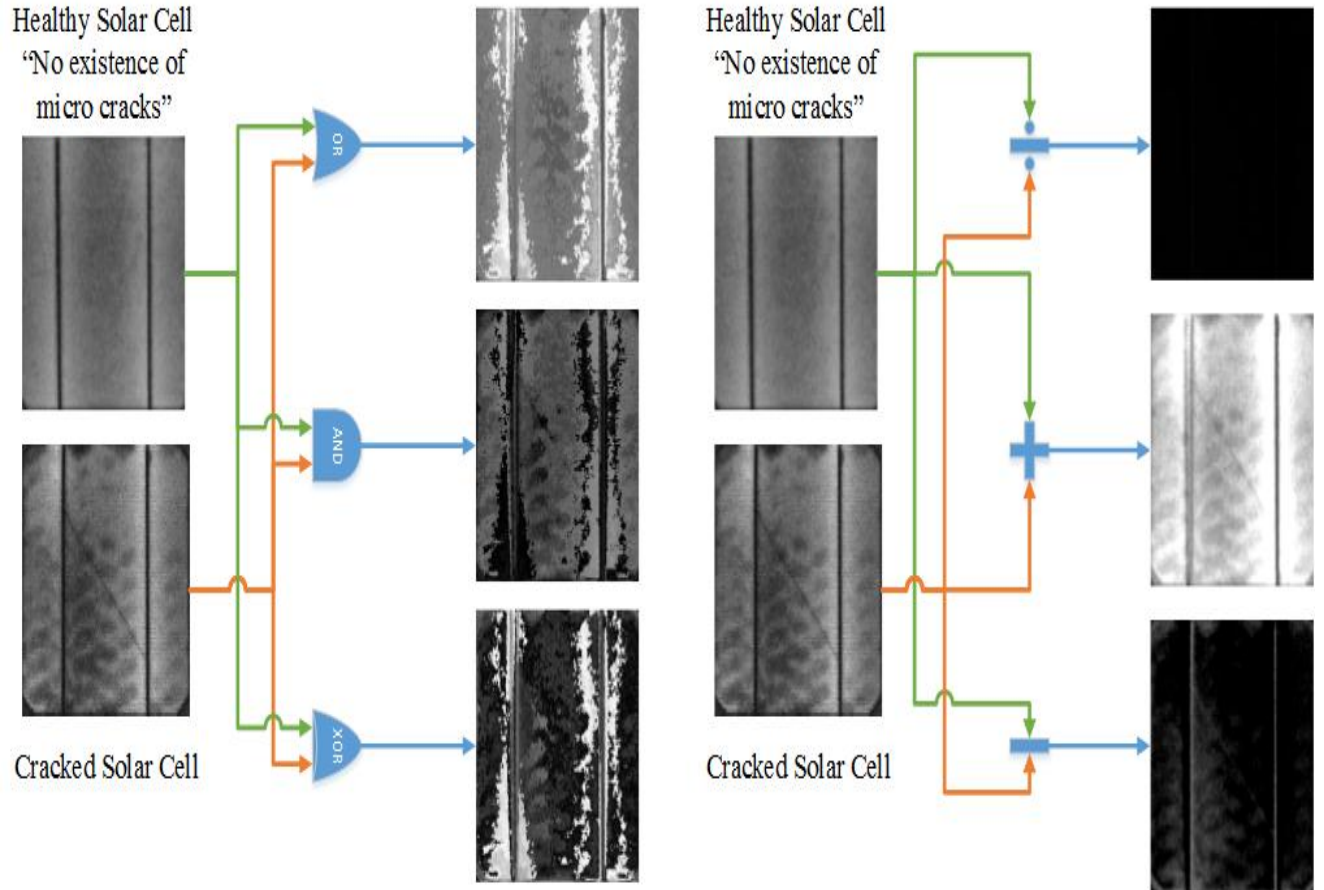 Healthy Solar Cell
“No existence of
micro cracks”
OR
AND
XOR
Cracked Solar Cell
Healthy Solar Cell
“No existence of
micro cracks”
Cracked Solar Cell